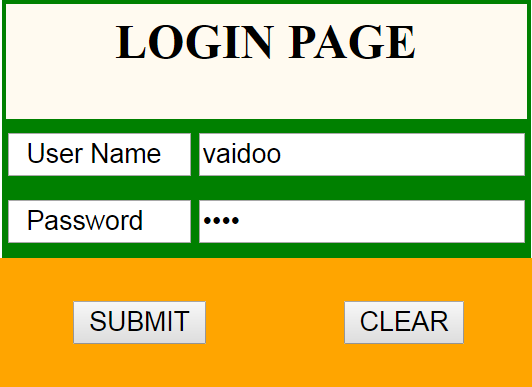 LOGIN PAGE
User Name vaidoo
Password ••••
SUBMIT CLEAR